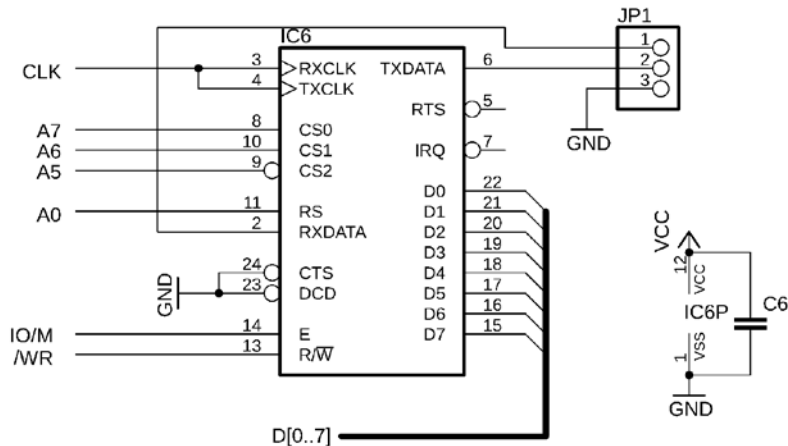 JP1
IC6
1
2
3
CLK 3 RXCLK TXDATA 6
4 TXCLK
RTS 5
GND
A7 8 CS0
A6 10 CS1 IRQ 7
A5 9 CS2
D0 22
A0 11 RS D1 21
2 RXDATA D2 20
D3 19
GND 24 CTS D4 18
23 DCD D5 17
D6 16
IO/M 14 E D7 15
/WR 13 R/W̅
D[0..7]
VCC
12 VCC
IC6P C6
1 VSS
GND